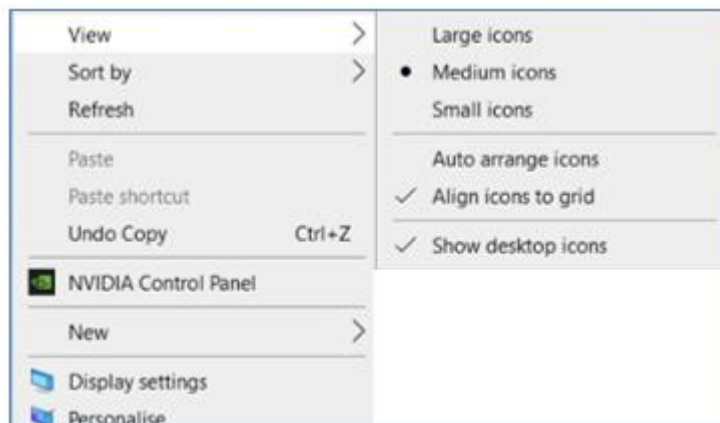 View
Sort by
Refresh
Paste
Paste shortcut
Undo Copy Ctrl+Z
NVIDIA Control Panel
New
Display settings
Personalise
Large icons
Medium icons
Small icons
Auto arrange icons
Align icons to grid
Show desktop icons